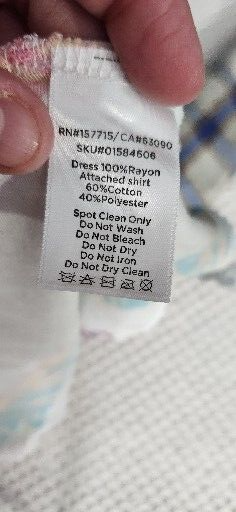 RN#157715/CA#63090
SKU#01584606
Dress 100%Rayon
Attached shirt
60%Cotton
40%Polyester
Spot Clean Only
Do Not Wash
Do Not Bleach
Do Not Dry
Do Not Iron
Do Not Dry Clean